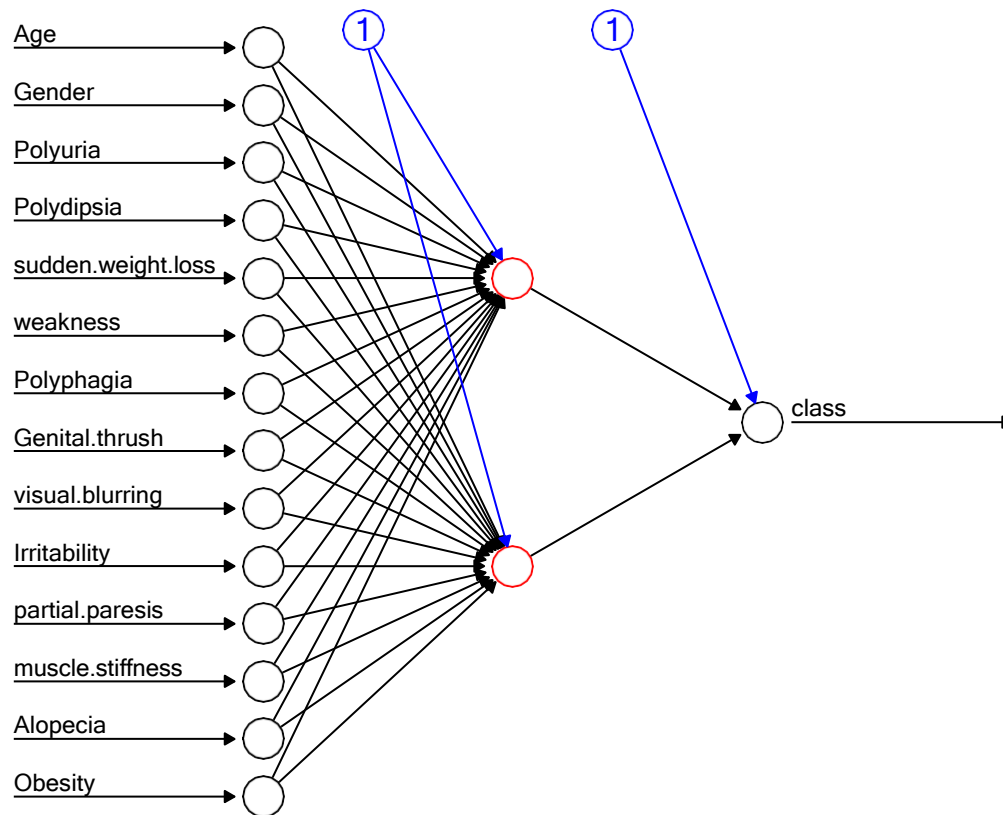 Age
1
1
Gender
Polyuria
Polydipsia
sudden.weight.loss
weakness
Polyphagia
class
Genital.thrush
visual.blurring
Irritability
partial.paresis
muscle.stiffness
Alopecia
Obesity